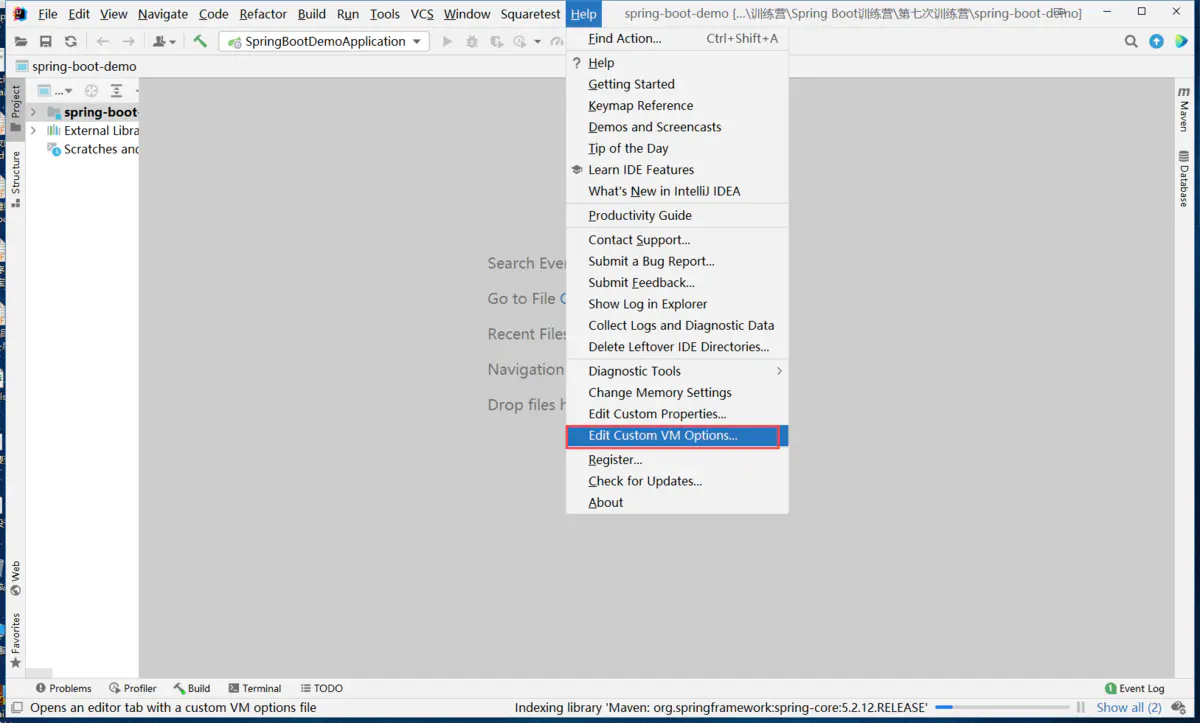 File Edit View Navigate Code Refactor Build Run Tools VCS Window Squaretest Help spring-boot-demo [...\训练营\Spring Boot训练营\第七次训练营\spring-boot-demo]
SpringBootDemoApplication
spring-boot-demo
Project
...
spring-boot-
External Libra
Scratches and
Structure
Web
Favorites
Search Ever
Go to File
Recent Files
Navigation
Drop files h
Find Action... Ctrl+Shift+A
? Help
Getting Started
Keymap Reference
Demos and Screencasts
Tip of the Day
Learn IDE Features
What's New in IntelliJ IDEA
Productivity Guide
Contact Support...
Submit a Bug Report...
Submit Feedback...
Show Log in Explorer
Collect Logs and Diagnostic Data
Delete Leftover IDE Directories...
Diagnostic Tools
Change Memory Settings
Edit Custom Properties...
Edit Custom VM Options...
Register...
Check for Updates...
About
m Maven
Database
Problems Profiler Build Terminal TODO 1 Event Log
Opens an editor tab with a custom VM options file Indexing library 'Maven: org.springframework:spring-core:5.2.12.RELEASE' Show all (2)